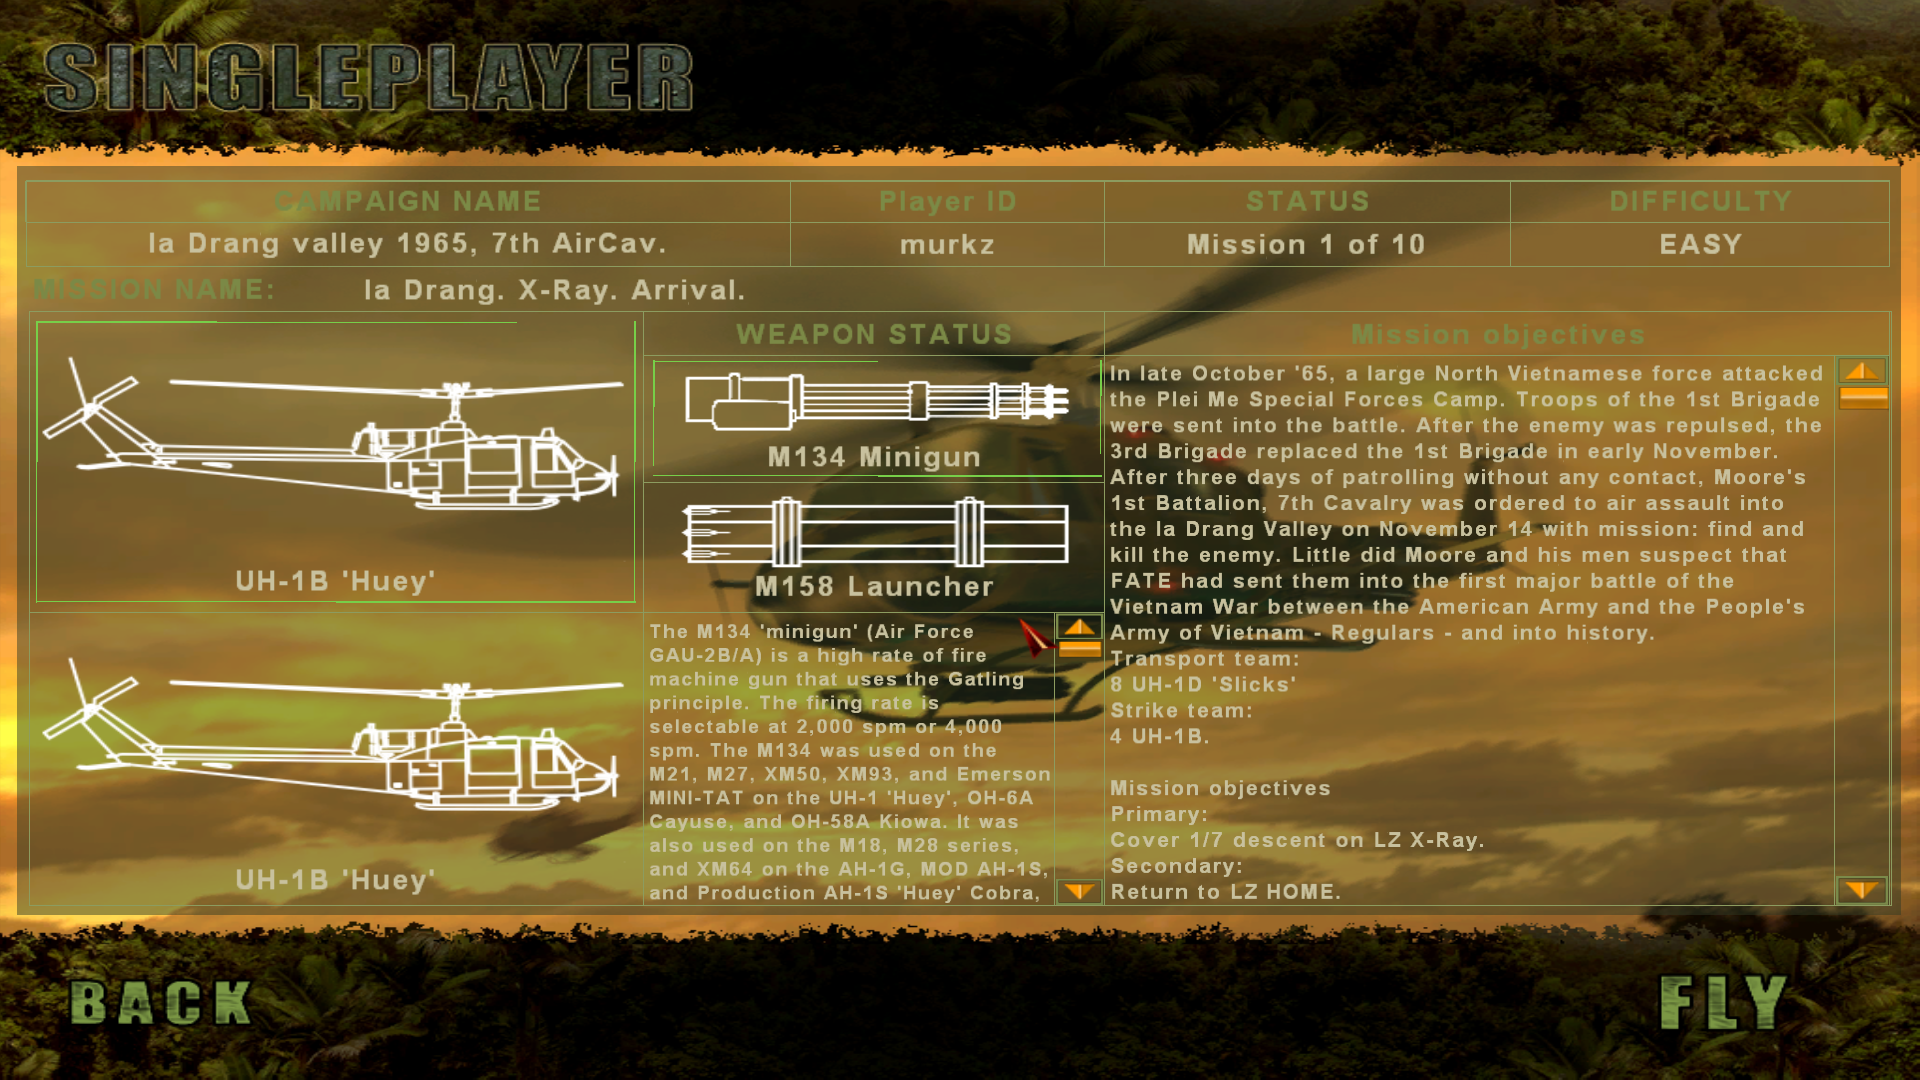 SINGLEPLAYER
CAMPAIGN NAME
Player ID
STATUS
DIFFICULTY
Ia Drang valley 1965, 7th AirCav.
murkz
Mission 1 of 10
EASY
MISSION NAME:
Ia Drang. X-Ray. Arrival.
UH-1B 'Huey'
UH-1B 'Huey'
WEAPON STATUS
M134 Minigun
M158 Launcher
The M134 'minigun' (Air Force
GAU-2B/A) is a high rate of fire
machine gun that uses the Gatling
principle. The firing rate is
selectable at 2,000 spm or 4,000
spm. The M134 was used on the
M21, M27, XM50, XM93, and Emerson
MINI-TAT on the UH-1 'Huey', OH-6A
Cayuse, and OH-58A Kiowa. It was
also used on the M18, M28 series,
and XM64 on the AH-1G, MOD AH-1S,
and Production AH-1S 'Huey' Cobra,
Mission objectives
In late October '65, a large North Vietnamese force attacked
the Plei Me Special Forces Camp. Troops of the 1st Brigade
were sent into the battle. After the enemy was repulsed, the
3rd Brigade replaced the 1st Brigade in early November.
After three days of patrolling without any contact, Moore's
1st Battalion, 7th Cavalry was ordered to air assault into
the Ia Drang Valley on November 14 with mission: find and
kill the enemy. Little did Moore and his men suspect that
FATE had sent them into the first major battle of the
Vietnam War between the American Army and the People's
Army of Vietnam - Regulars - and into history.
Transport team:
8 UH-1D 'Slicks'
Strike team:
4 UH-1B.
Mission objectives
Primary:
Cover 1/7 descent on LZ X-Ray.
Secondary:
Return to LZ HOME.
BACK
FLY